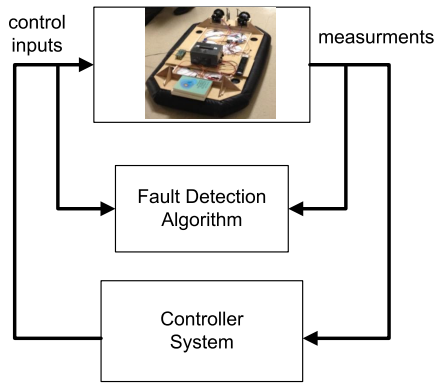 control
inputs
measurments
Fault Detection
Algorithm
Controller
System